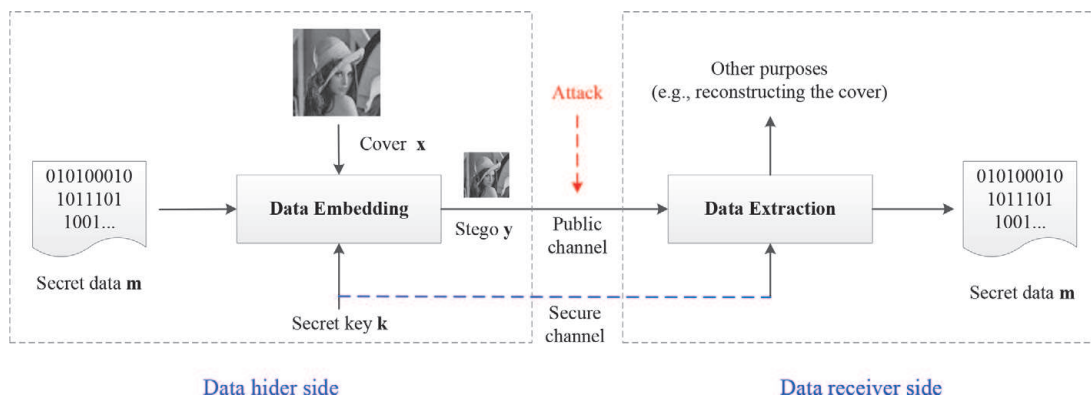 Other purposes
(e.g., reconstructing the cover)
Attack
Cover x
010100010
1011101
1001...
Data Embedding
Stego y
Public
channel
Data Extraction
010100010
1011101
1001...
Secret data m
Secret key k
Secure
channel
Secret data m
Data hider side
Data receiver side